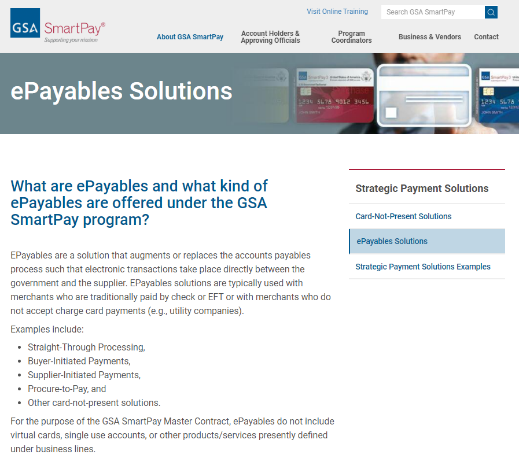 Visit Online Training
Search GSA SmartPay
GSA SmartPay®
Supporting your mission
About GSA SmartPay
Account Holders &
Approving Officials
Program
Coordinators
Business & Vendors
Contact
ePayables Solutions
What are ePayables and what kind of
ePayables are offered under the GSA
SmartPay program?
Strategic Payment Solutions
Card-Not-Present Solutions
ePayables Solutions
Strategic Payment Solutions Examples
EPayables are a solution that augments or replaces the accounts payables
process such that electronic transactions take place directly between the
government and the supplier. EPayables solutions are typically used with
merchants who are traditionally paid by check or EFT or with merchants who do
not accept charge card payments (e.g., utility companies).
Examples include:
• Straight-Through Processing,
• Buyer-Initiated Payments,
• Supplier-Initiated Payments,
• Procure-to-Pay, and
• Other card-not-present solutions.
For the purpose of the GSA SmartPay Master Contract, ePayables do not include
virtual cards, single use accounts, or other products/services presently defined
under business lines.